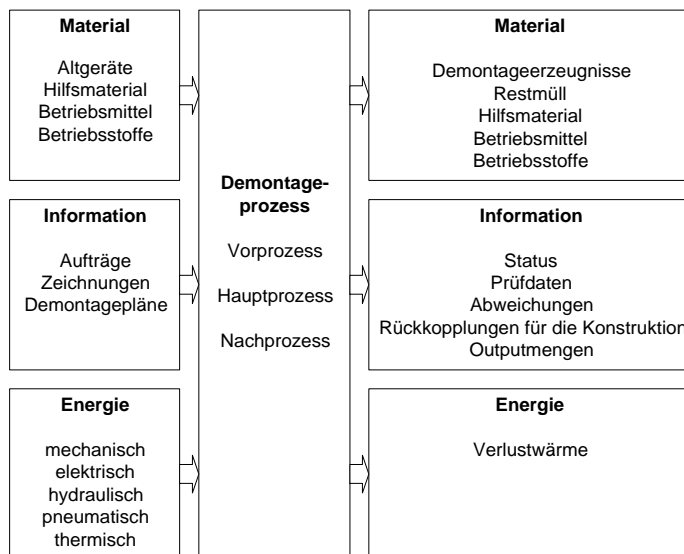 Material
Altgeräte
Hilfsmaterial
Betriebsmittel
Betriebsstoffe
Information
Aufträge
Zeichnungen
Demontagepläne
Energie
mechanisch
elektrisch
hydraulisch
pneumatisch
thermisch
Demontage-
prozess
Vorprozess
Hauptprozess
Nachprozess
Material
Demontageerzeugnisse
Restmüll
Hilfsmaterial
Betriebsmittel
Betriebsstoffe
Information
Status
Prüfdaten
Abweichungen
Rückkopplungen für die Konstruktion
Outputmengen
Energie
Verlustwärme